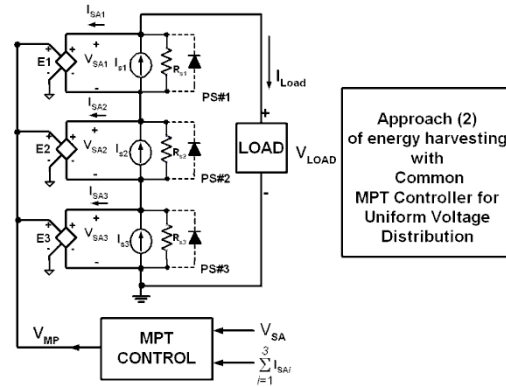 I_SA1
+
+
+
E1
V_SA1
I_s1
R_s1
-
-
-
PS#1
I_Load
I_SA2
+
+
+
E2
V_SA2
I_s2
R_s2
-
-
-
PS#2
+
LOAD
V_LOAD
-
I_SA3
+
+
+
E3
V_SA3
I_s3
R_s3
-
-
-
PS#3
Approach (2)
of energy harvesting
with
Common
MPT Controller for
Uniform Voltage
Distribution
V_MP
MPT
CONTROL
V_SA
3
∑ I_SAi
i=1